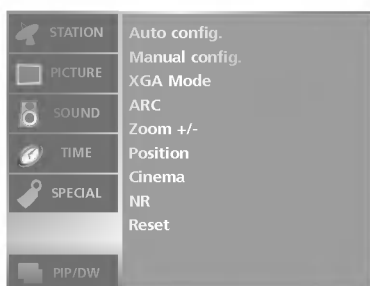 STATION
PICTURE
SOUND
TIME
SPECIAL
PIP/DW
Auto config.
Manual config.
XGA Mode
ARC
Zoom +/-
Position
Cinema
NR
Reset